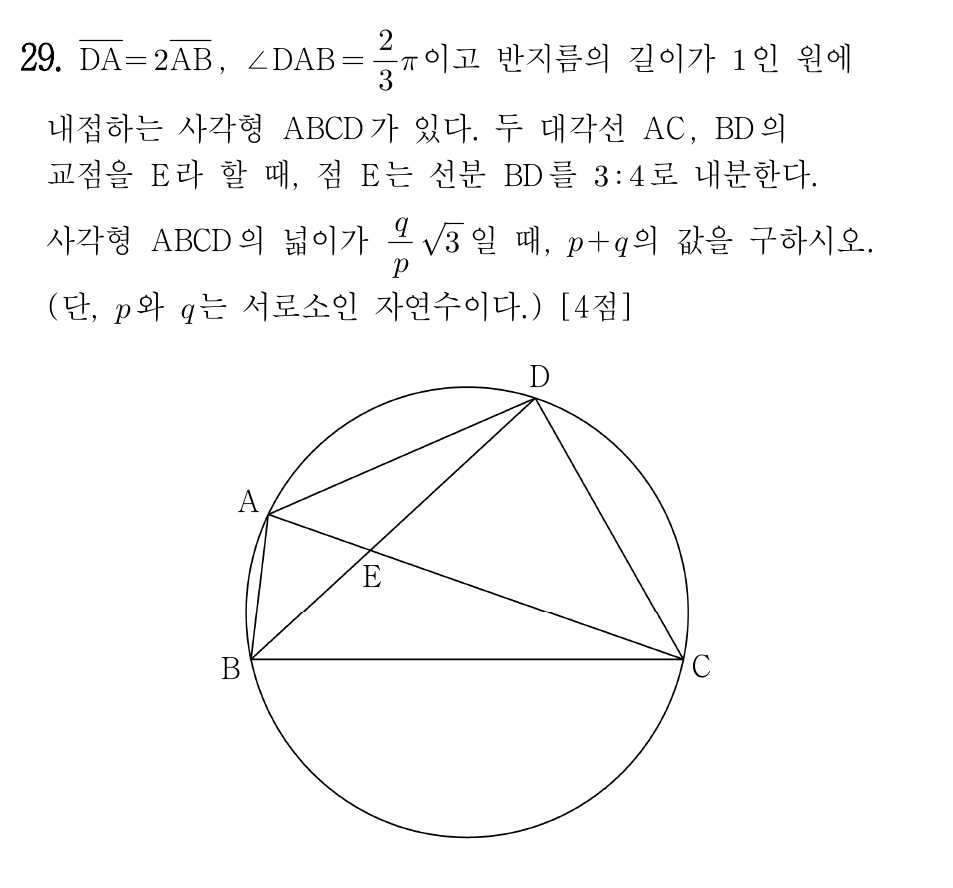 29. $\overline{DA}=2\overline{AB}$, ∠DAB=$\frac{2}{3}\pi$이고 반지름의 길이가 1인 원에
내접하는 사각형 ABCD가 있다. 두 대각선 AC, BD의
교점을 E라 할 때, 점 E는 선분 BD를 3:4로 내분한다.
사각형 ABCD의 넓이가 $\frac{q}{p}\sqrt{3}$일 때, p+q의 값을 구하시오.
(단, p와 q는 서로소인 자연수이다.) [4점]
D
A
E
B
C